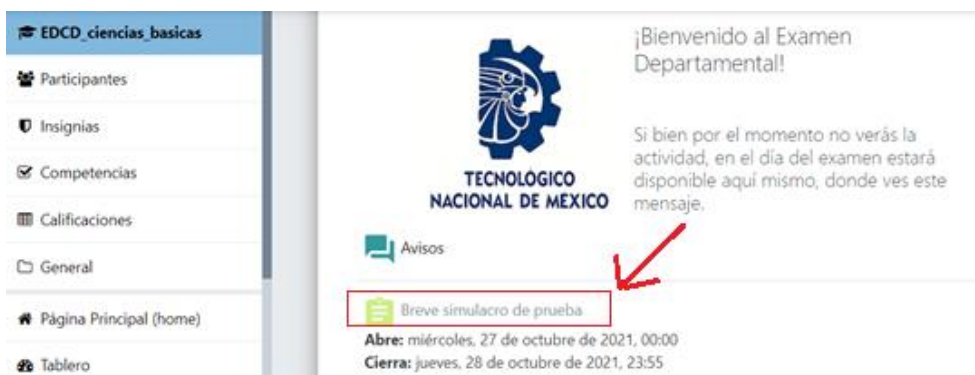 EDCD_ciencias_basicas
Participantes
Insignias
Competencias
Calificaciones
General
Página Principal (home)
Tablero
¡Bienvenido al Examen
Departamental!
Si bien por el momento no verás la
actividad, en el día del examen estará
disponible aquí mismo, donde ves este
mensaje.
TECNOLÓGICO
NACIONAL DE MÉXICO
Avisos
Breve simulacro de prueba
Abre: miércoles, 27 de octubre de 2021, 00:00
Cierra: jueves, 28 de octubre de 2021, 23:55